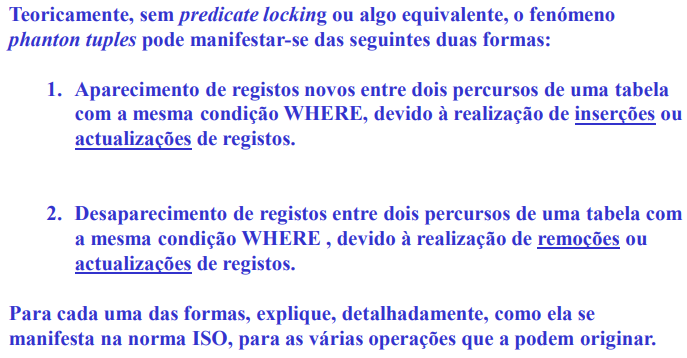 Teoricamente, sem predicate locking ou algo equivalente, o fenómeno
phanton tuples pode manifestar-se das seguintes duas formas:
1. Aparecimento de registos novos entre dois percursos de uma tabela
com a mesma condição WHERE, devido à realização de inserções ou
actualizações de registos.
2. Desaparecimento de registos entre dois percursos de uma tabela com
a mesma condição WHERE , devido à realização de remoções ou
actualizações de registos.
Para cada uma das formas, explique, detalhadamente, como ela se
manifesta na norma ISO, para as várias operações que a podem originar.